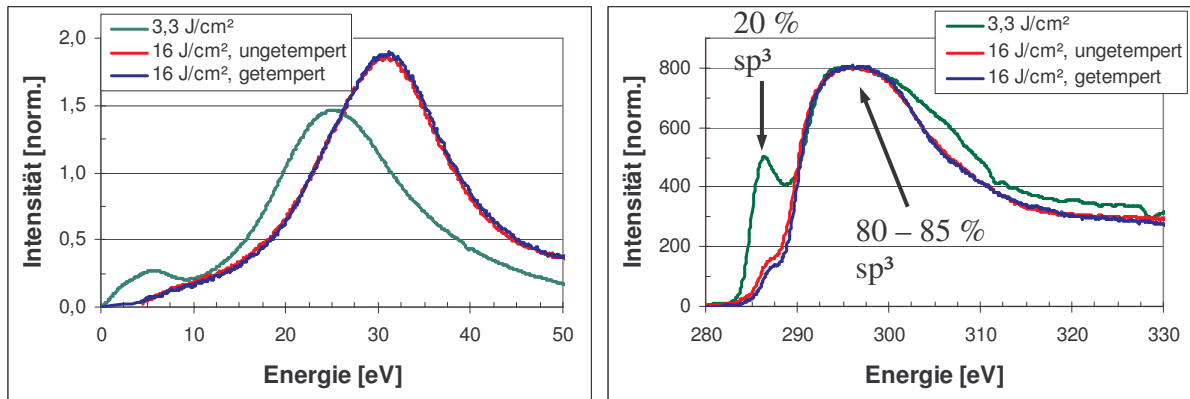 3,3 J/cm²
16 J/cm², ungetempert
16 J/cm², getempert
Intensität [norm.]
2,0
1,5
1,0
0,5
0,0
0 10 20 30 40 50
Energie [eV]
20 %
sp³
3,3 J/cm²
16 J/cm², ungetempert
16 J/cm², getempert
Intensität [norm.]
800
600
400
200
0
80 – 85 %
sp³
280 290 300 310 320 330
Energie [eV]